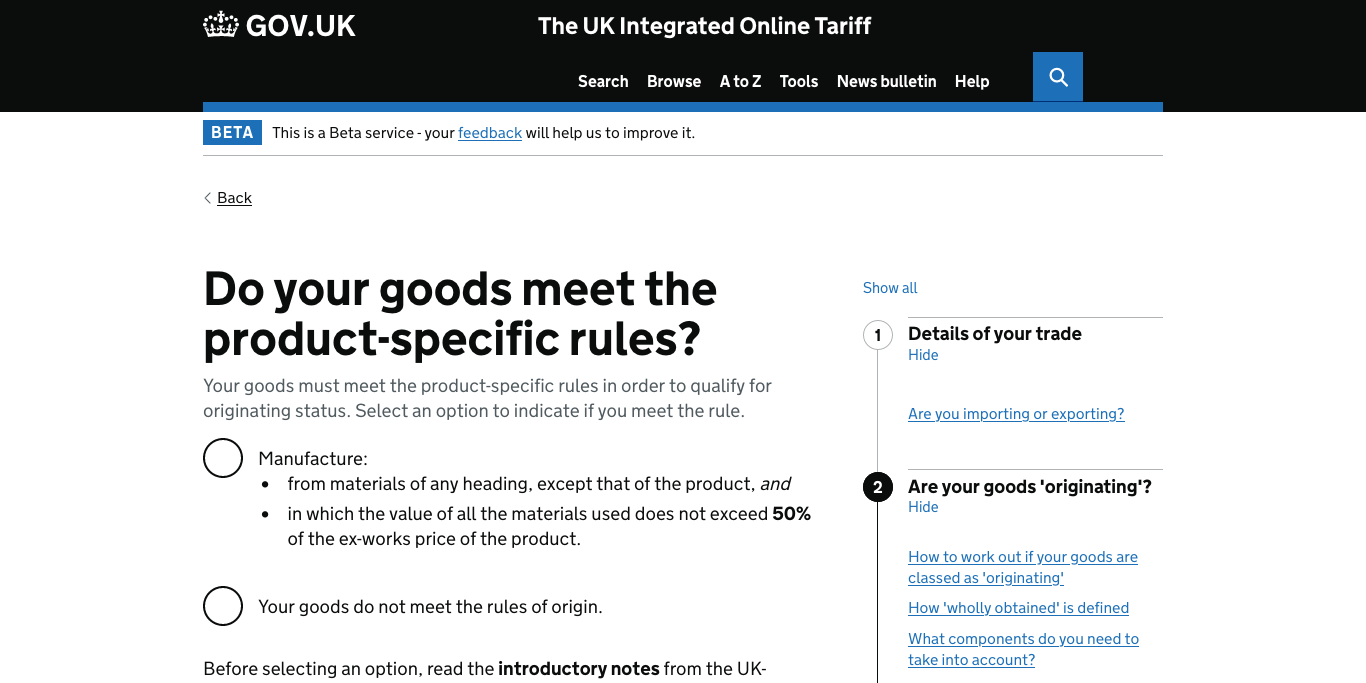 GOV.UK
The UK Integrated Online Tariff
Search Browse A to Z Tools News bulletin Help
BETA This is a Beta service - your feedback will help us to improve it.
Back
Do your goods meet the
product-specific rules?
Your goods must meet the product-specific rules in order to qualify for
originating status. Select an option to indicate if you meet the rule.
Manufacture:
• from materials of any heading, except that of the product, and
• in which the value of all the materials used does not exceed 50%
of the ex-works price of the product.
Your goods do not meet the rules of origin.
Before selecting an option, read the introductory notes from the UK-
Show all
1 Details of your trade
Hide
Are you importing or exporting?
2 Are your goods 'originating'?
Hide
How to work out if your goods are
classed as 'originating'
How 'wholly obtained' is defined
What components do you need to
take into account?